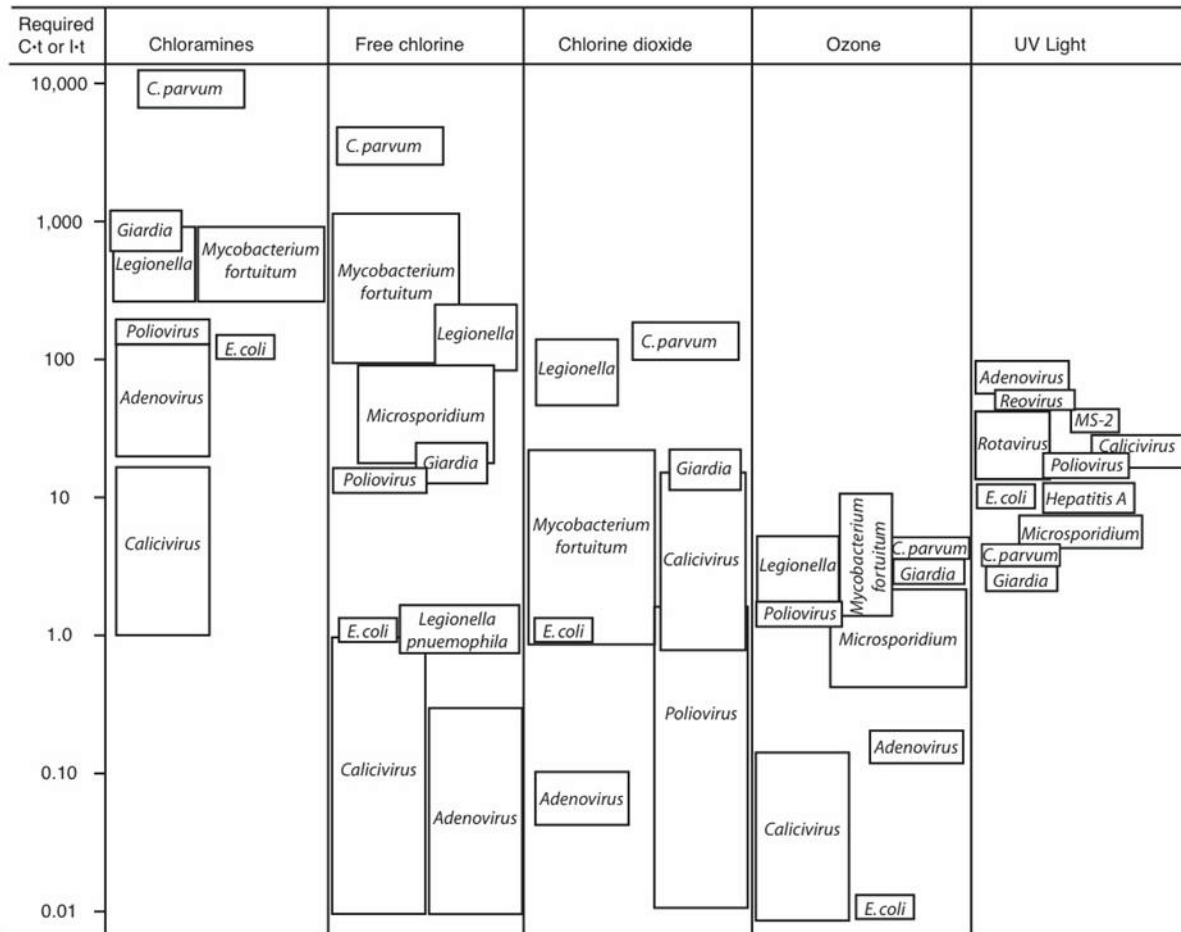 Required
C•t or I•t
Chloramines
Free chlorine
Chlorine dioxide
Ozone
UV Light
10,000
1,000
100
10
1.0
0.10
0.01
C. parvum
Giardia
Legionella
Mycobacterium
fortuitum
Poliovirus
E. coli
Adenovirus
Calicivirus
C. parvum
Mycobacterium
fortuitum
Legionella
Microsporidium
Giardia
Poliovirus
E. coli
Legionella
pnuemophila
Calicivirus
Adenovirus
C. parvum
Legionella
Giardia
Mycobacterium
fortuitum
Calicivirus
E. coli
Poliovirus
Adenovirus
Legionella
Mycobacterium
fortuitum
C. parvum
Giardia
Poliovirus
Microsporidium
Adenovirus
Calicivirus
E. coli
Adenovirus
Reovirus
MS-2
Rotavirus
Calicivirus
Poliovirus
E. coli
Hepatitis A
Microsporidium
C. parvum
Giardia